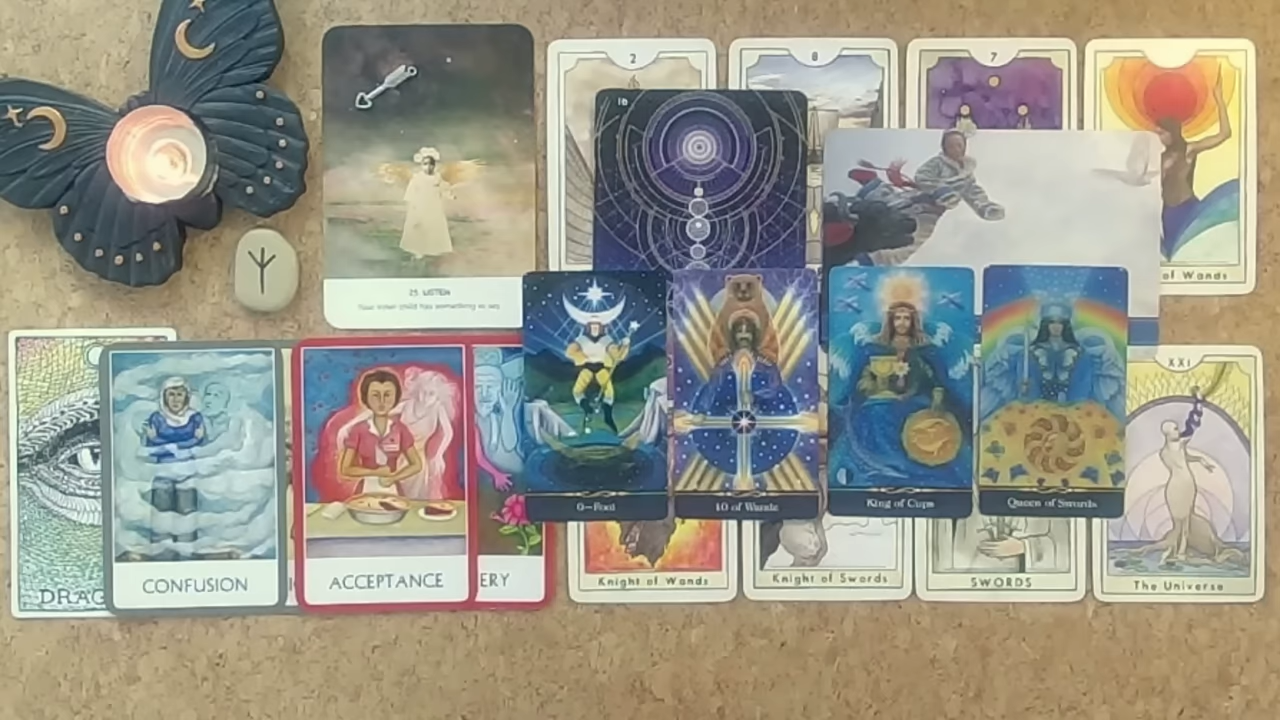 25 LISTEN
Your inner child has something to say
2
8
7
16
of Wands
DRAG
CONFUSION
ACCEPTANCE
ERY
0—Fool
10 of Wands
King of Cups
Queen of Swords
XXI
Knight of Wands
Knight of Swords
SWORDS
The Universe